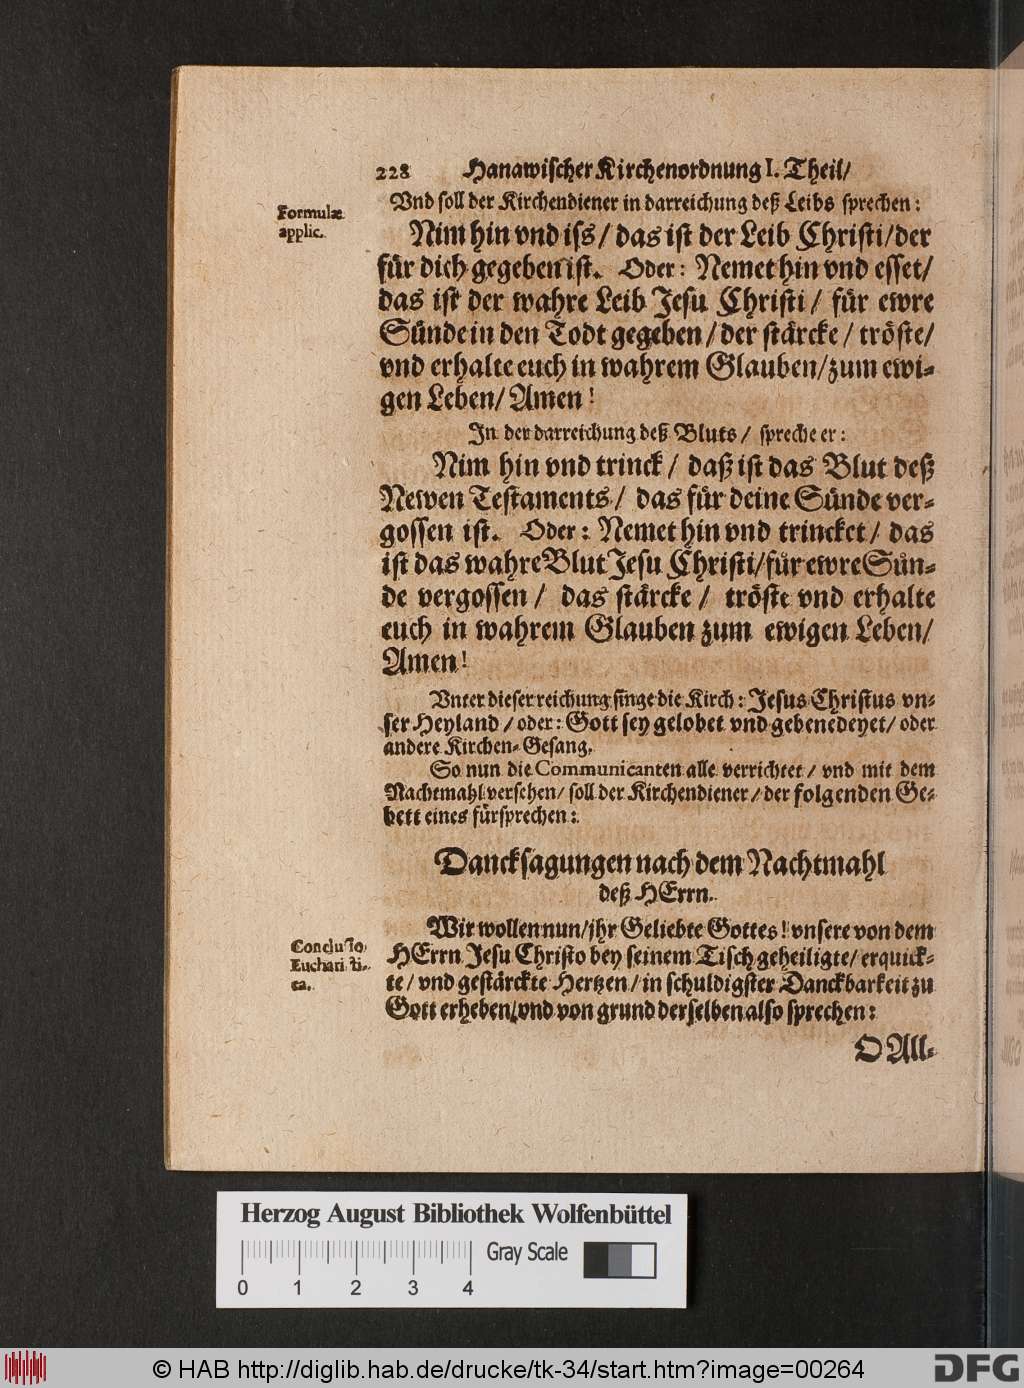 228 Hanawischer Kirchenordnung I. Theil/
Vnd soll der Kirchendiener in darreichung deß Leibs sprechen:
Formulæ
applic.
Nim hin vnd iss / das ist der Leib Christi/der
für dich gegeben ist. Oder: Nemet hin vnd esset/
das ist der wahre Leib Jesu Christi / für ewre
Sünde in den Todt gegeben / der stärcke / tröste/
vnd erhalte euch in wahrem Glauben/zum ewi-
gen Leben/ Amen!
In der darreichung deß Bluts / spreche er:
Nim hin vnd trinck / daß ist das Blut deß
Newen Testaments / das für deine Sünde ver-
gossen ist. Oder: Nemet hin vnd trincket / das
ist das wahre Blut Jesu Christi/für ewre Sün-
de vergossen / das stärcke / tröste vnd erhalte
euch in wahrem Glauben zum ewigen Leben/
Amen!
Vnter dieser reichung singe die Kirch: Jesus Christus vn-
ser Heyland / oder: Gott sey gelobet vnd gebenedeyet/ oder
andere Kirchen-Gesang.
So nun die Communicanten alle verrichtet / vnd mit dem
Nachtmahl versehen/ soll der Kirchendiener / der folgenden Ge-
bett eines fürsprechen:
Dancksagungen nach dem Nachtmahl
deß HErrn.
Conclusio
Eucharisti-
ca.
Wir wollen nun/jhr Geliebte Gottes! vnsere von dem
HErrn Jesu Christo bey seinem Tisch geheiligte/ erquick-
te / vnd gestärckte Hertzen / in schuldigster Danckbarkeit zu
Gott erheben/vnd von grund derselben also sprechen:
O All-
Herzog August Bibliothek Wolfenbüttel
Gray Scale
0 1 2 3 4
© HAB http://diglib.hab.de/drucke/tk-34/start.htm?image=00264
DFG